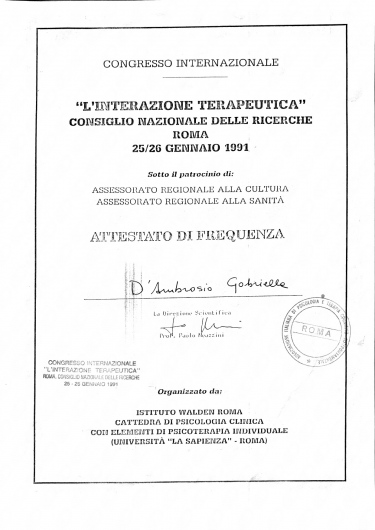 CONGRESSO INTERNAZIONALE
"L'INTERAZIONE TERAPEUTICA"
CONSIGLIO NAZIONALE DELLE RICERCHE
ROMA
25/26 GENNAIO 1991
Sotto il patrocinio di:
ASSESSORATO REGIONALE ALLA CULTURA
ASSESSORATO REGIONALE ALLA SANITÀ
ATTESTATO DI FREQUENZA
D'Ambrosio Gabriella
La Direzione Scientifica
Prof. Paolo
ROMA
CONGRESSO INTERNAZIONALE
"L'INTERAZIONE TERAPEUTICA"
ROMA, CONSIGLIO NAZIONALE DELLE RICERCHE
25 - 26 GENNAIO 1991
Organizzato da:
ISTITUTO WALDEN ROMA
CATTEDRA DI PSICOLOGIA CLINICA
CON ELEMENTI DI PSICOTERAPIA INDIVIDUALE
(UNIVERSITÀ "LA SAPIENZA" - ROMA)